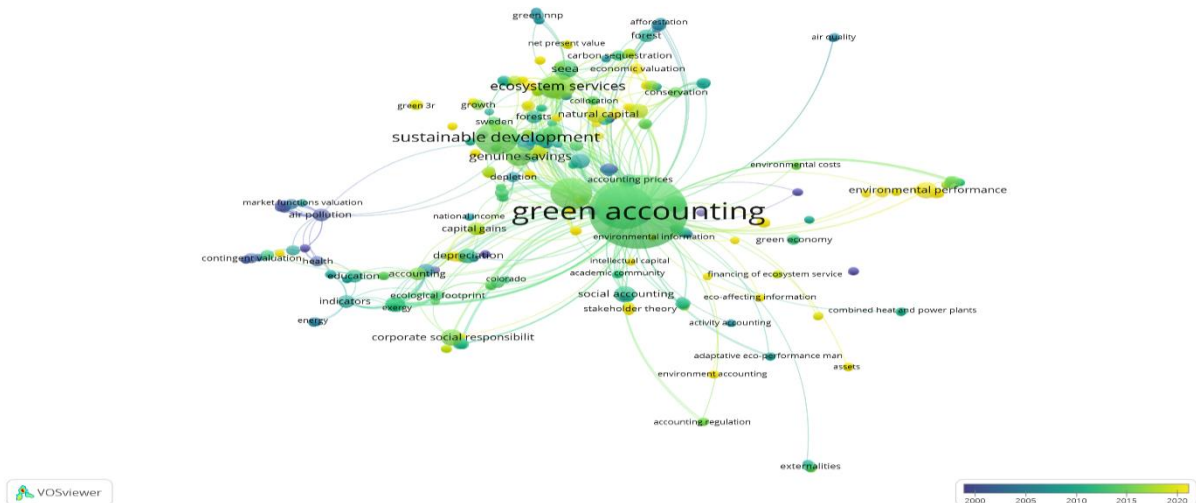 green nnp
afforestation
forest
air quality
net present value
carbon sequestration
seea
economic valuation
ecosystem services
conservation
collocation
green 3r
growth
natural capital
sweden
forests
sustainable development
genuine savings
environmental costs
depletion
accounting prices
environmental performance
market functions valuation
air pollution
national income
green accounting
capital gains
environmental information
green economy
contingent valuation
health
depreciation
intellectual capital
education
accounting
academic community
financing of ecosystem service
colorado
indicators
ecological footprint
exergy
social accounting
eco-affecting information
stakeholder theory
combined heat and power plants
energy
activity accounting
corporate social responsibilit
adaptative eco-performance man
assets
environment accounting
accounting regulation
externalities
VOSviewer
2000 2005 2010 2015 2020